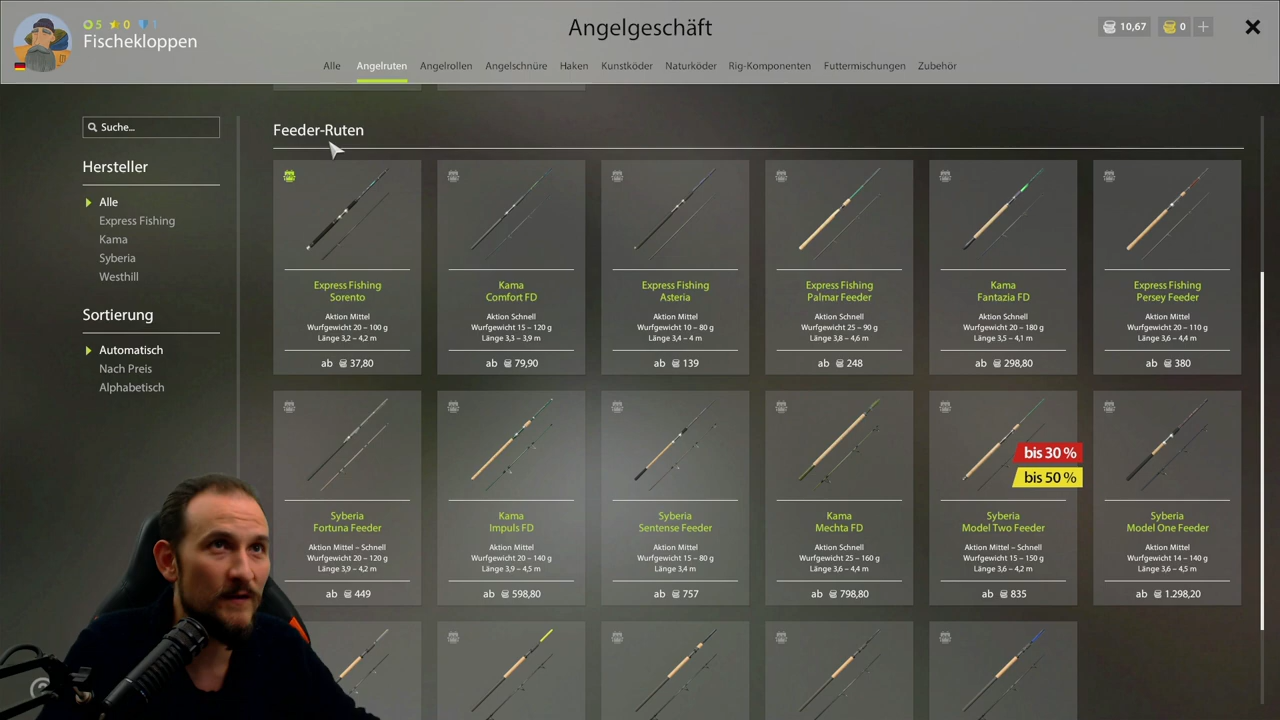 5 0 1
Fischekloppen
Angelgeschäft
10,67 0
Alle Angelruten Angelrollen Angelschnüre Haken Kunstköder Naturköder Rig-Komponenten Futtermischungen Zubehör
Suche...
Hersteller
Alle
Express Fishing
Kama
Syberia
Westhill
Sortierung
Automatisch
Nach Preis
Alphabetisch
Feeder-Ruten
Express Fishing
Sorento
Aktion Mittel
Wurfgewicht 20 – 100 g
Länge 3,2 – 4,2 m
ab 37,80
Kama
Comfort FD
Aktion Schnell
Wurfgewicht 15 – 120 g
Länge 3,3 – 3,9 m
ab 79,90
Express Fishing
Asteria
Aktion Mittel
Wurfgewicht 10 – 80 g
Länge 3,4 – 4 m
ab 139
Express Fishing
Palmar Feeder
Aktion Schnell
Wurfgewicht 25 – 90 g
Länge 3,8 – 4,6 m
ab 248
Kama
Fantazia FD
Aktion Schnell
Wurfgewicht 20 – 180 g
Länge 3,5 – 4,1 m
ab 298,80
Express Fishing
Persey Feeder
Aktion Mittel
Wurfgewicht 20 – 110 g
Länge 3,6 – 4,4 m
ab 380
Syberia
Fortuna Feeder
Aktion Mittel – Schnell
Wurfgewicht 20 – 120 g
Länge 3,9 – 4,2 m
ab 449
Kama
Impuls FD
Aktion Mittel
Wurfgewicht 20 – 140 g
Länge 3,9 – 4,5 m
ab 598,80
Syberia
Sentense Feeder
Aktion Mittel
Wurfgewicht 15 – 80 g
Länge 3,4 m
ab 757
Kama
Mechta FD
Aktion Schnell
Wurfgewicht 25 – 160 g
Länge 3,6 – 4,4 m
ab 798,80
bis 30 %
bis 50 %
Syberia
Model Two Feeder
Aktion Mittel – Schnell
Wurfgewicht 15 – 150 g
Länge 3,6 – 4,2 m
ab 835
Syberia
Model One Feeder
Aktion Mittel
Wurfgewicht 14 – 140 g
Länge 3,6 – 4,5 m
ab 1.298,20